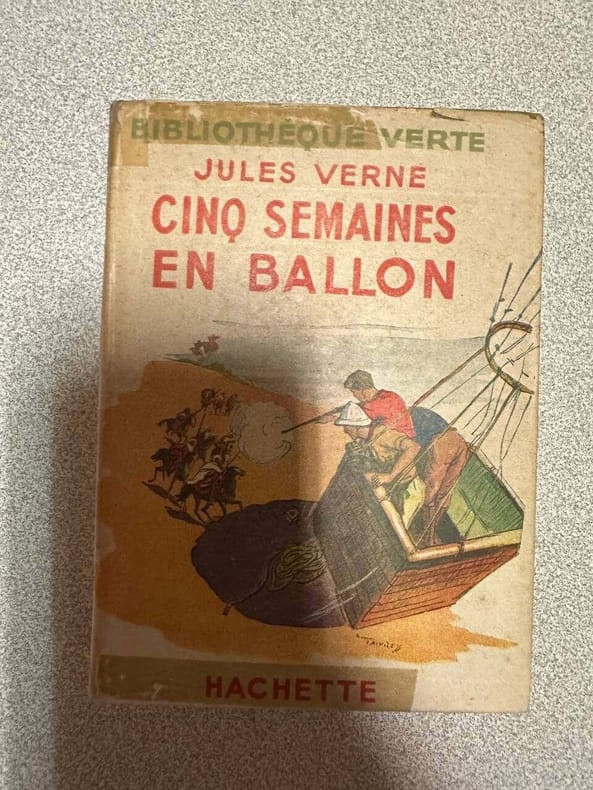 BIBLIOTHÈQUE VERTE
JULES VERNE
CINQ SEMAINES
EN BALLON
HACHETTE